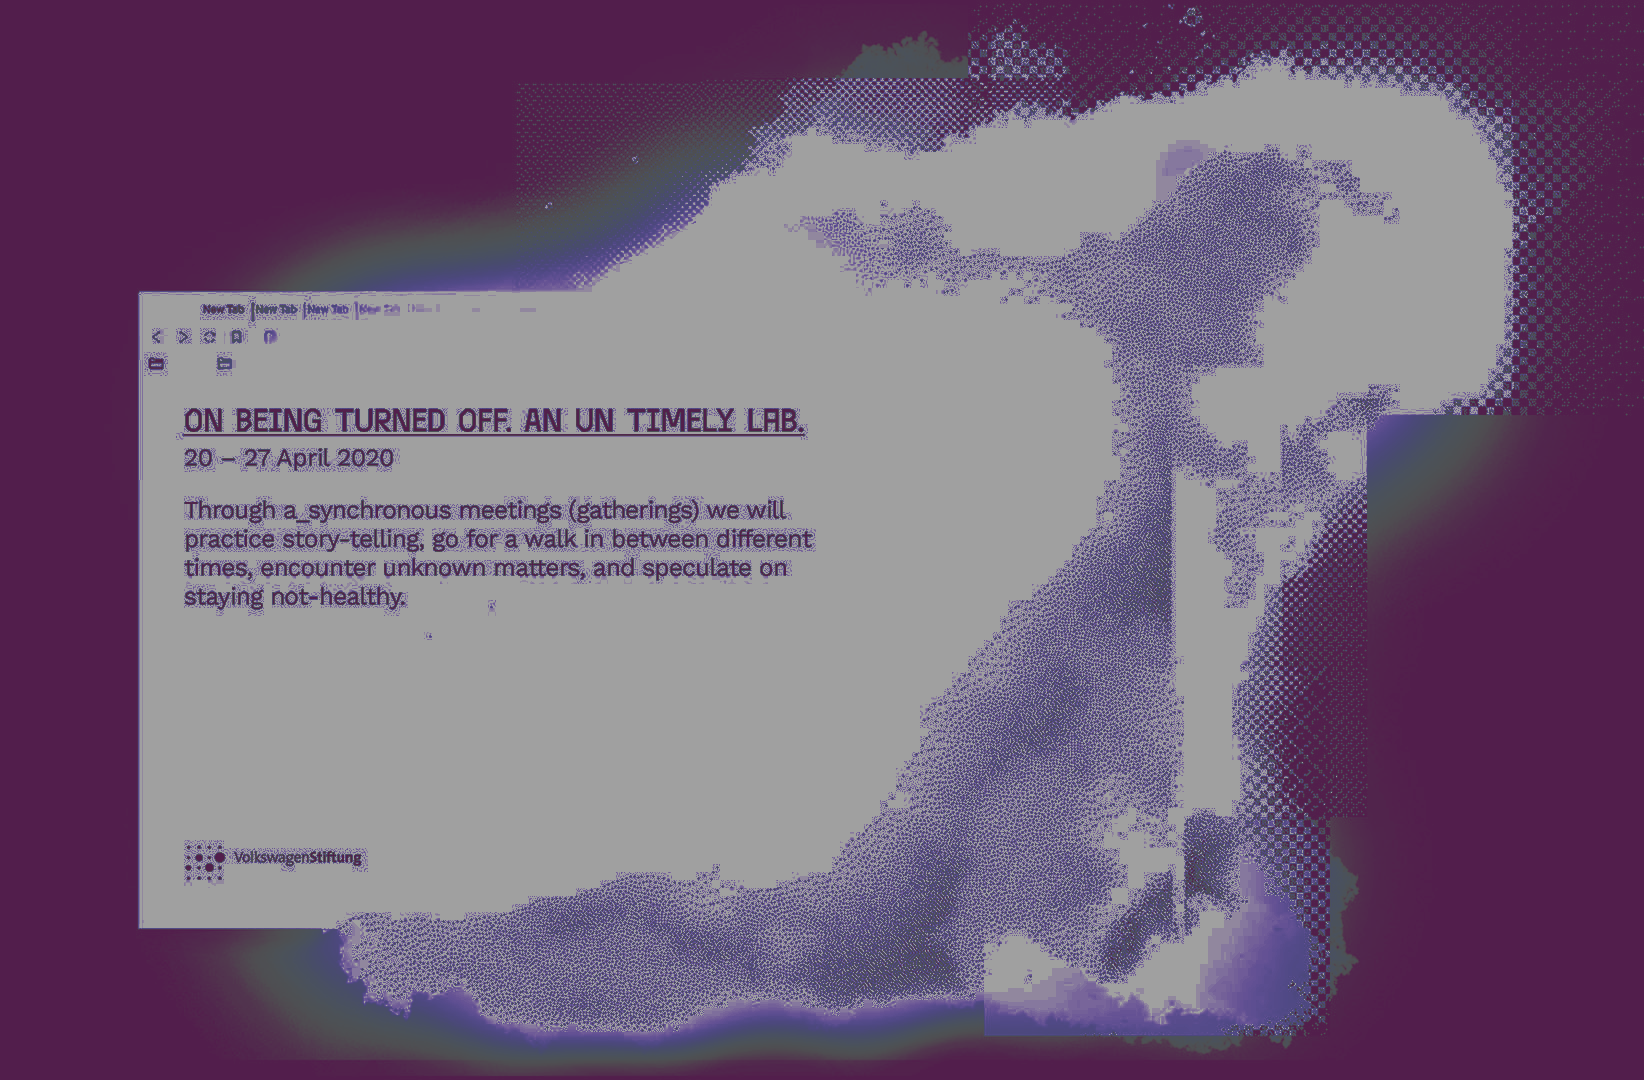 New Tab New Tab New Tab New Tab
ON BEING TURNED OFF. AN UN TIMELY LAB.
20 – 27 April 2020
Through a_synchronous meetings (gatherings) we will
practice story-telling, go for a walk in between different
times, encounter unknown matters, and speculate on
staying not-healthy.
VolkswagenStiftung